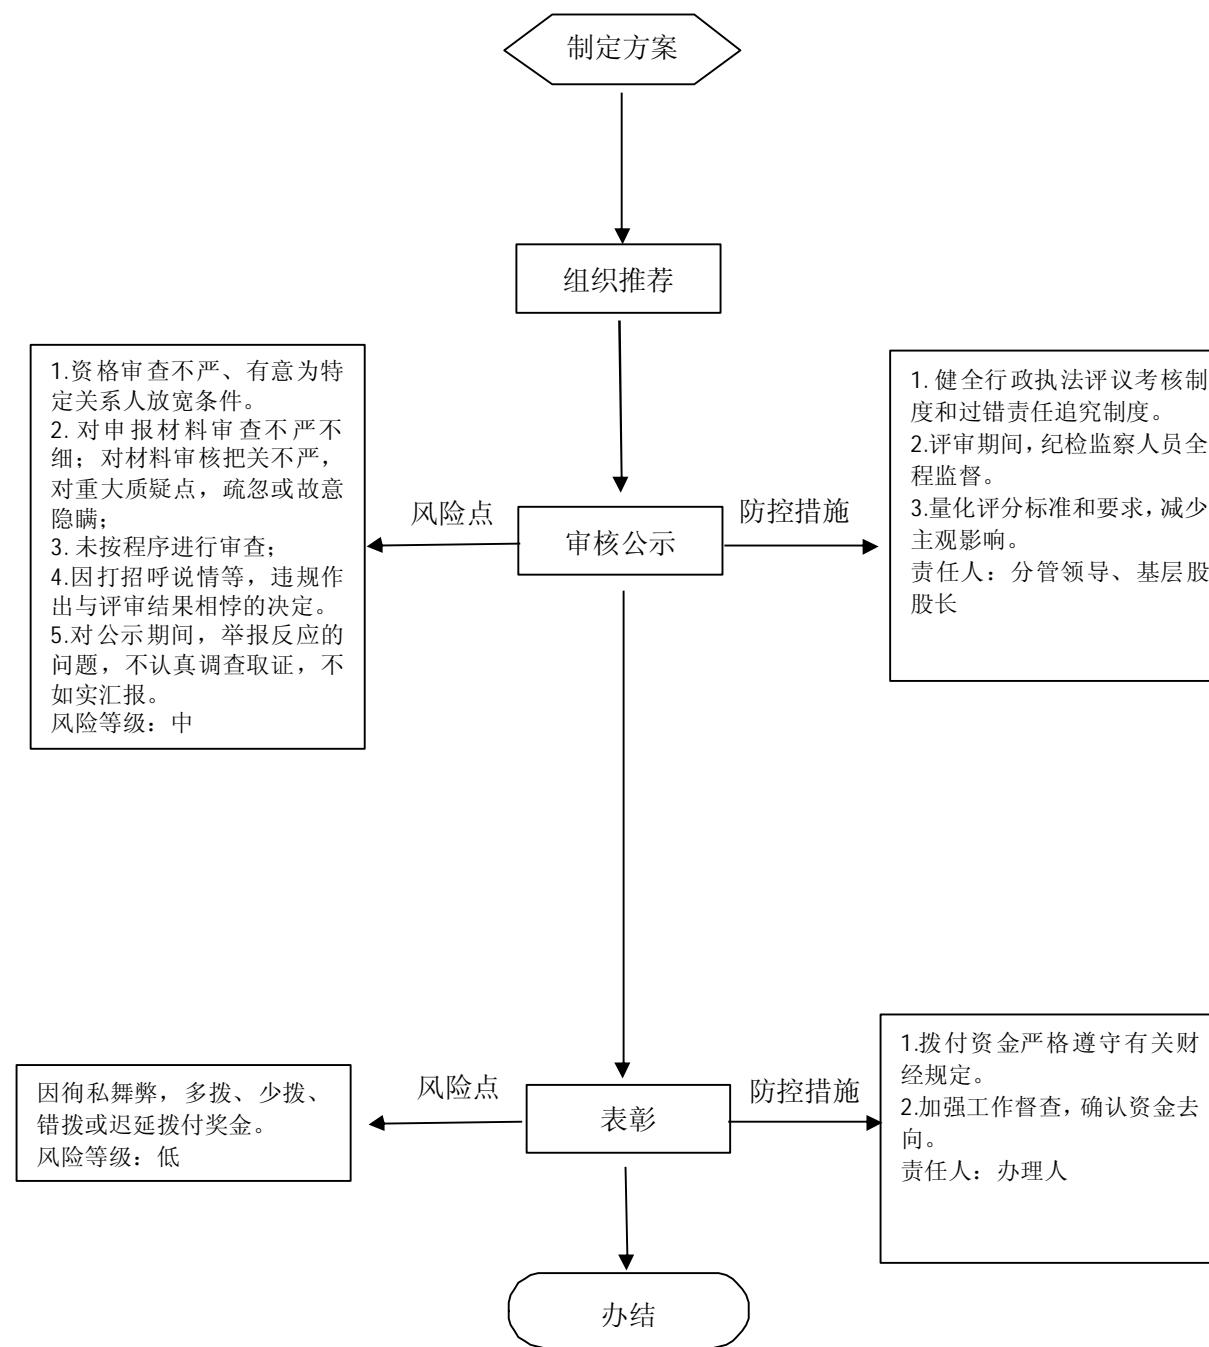 制定方案
组织推荐
1.资格审查不严、有意为特
定关系人放宽条件。
2. 对申报材料审查不严不
细；对材料审核把关不严，
对重大质疑点，疏忽或故意
隐瞒；
3. 未按程序进行审查；
4.因打招呼说情等，违规作
出与评审结果相悖的决定。
5.对公示期间，举报反应的
问题，不认真调查取证，不
如实汇报。
风险等级：中
风险点
审核公示
防控措施
1. 健全行政执法评议考核制
度和过错责任追究制度。
2.评审期间，纪检监察人员全
程监督。
3.量化评分标准和要求，减少
主观影响。
责任人：分管领导、基层股
股长
因徇私舞弊，多拨、少拨、
错拨或迟延拨付奖金。
风险等级：低
风险点
表彰
防控措施
1.拨付资金严格遵守有关财
经规定。
2.加强工作督查，确认资金去
向。
责任人：办理人
办结